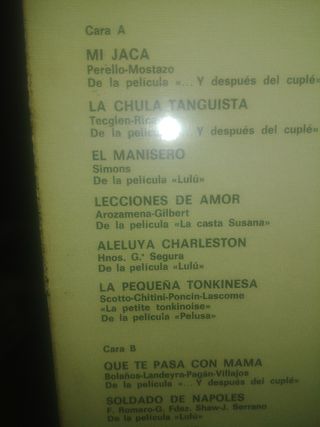 Cara A
MI JACA
Perello-Mostazo
De la película «... Y después del cuplé»
LA CHULA TANGUISTA
Tecglen-
De la película «... Y después del cuplé»
EL MANISERO
Simons
De la película «Lulú»
LECCIONES DE AMOR
Arozamena-Gilbert
De la película «La casta Susana»
ALELUYA CHARLESTON
Hnos. G.ª Segura
De la película «Lulú»
LA PEQUEÑA TONKINESA
Scotto-Chitini-Poncin-Lascome
«La petite tonkinoise»
De la película «Pelusa»
Cara B
QUE TE PASA CON MAMA
Bolaños-Landeyra-Pagán-Villajos
De la película «... Y después del cuplé»
SOLDADO DE NAPOLES
F. Romaro-G. Fdez. Shaw-J. Serrano
De la película «Lulú»